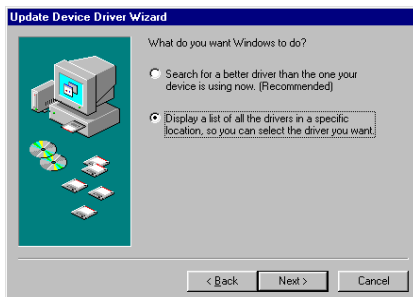 Update Device Driver Wizard
What do you want Windows to do?
Search for a better driver than the one your
device is using now. (Recommended)
Display a list of all the drivers in a specific
location, so you can select the driver you want.
< Back
Next >
Cancel